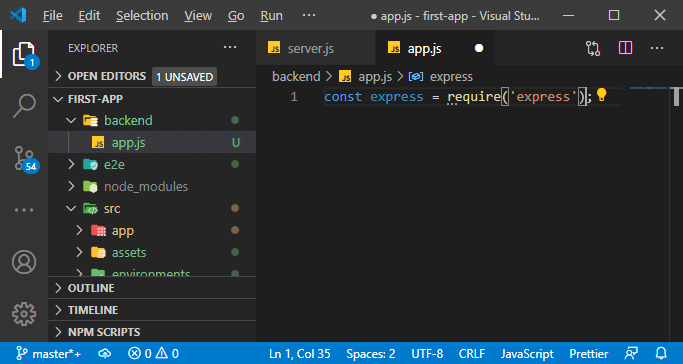 File Edit Selection View Go Run ··· ● app.js - first-app - Visual Stu...
EXPLORER ···
OPEN EDITORS 1 UNSAVED
FIRST-APP
backend
app.js U
e2e
node_modules
src
app
assets
environments
OUTLINE
TIMELINE
NPM SCRIPTS
1
54
JS server.js
JS app.js ●
backend > JS app.js > express
1 const express = require('express');
master*+ 0 0 Ln 1, Col 35 Spaces: 2 UTF-8 CRLF JavaScript Prettier